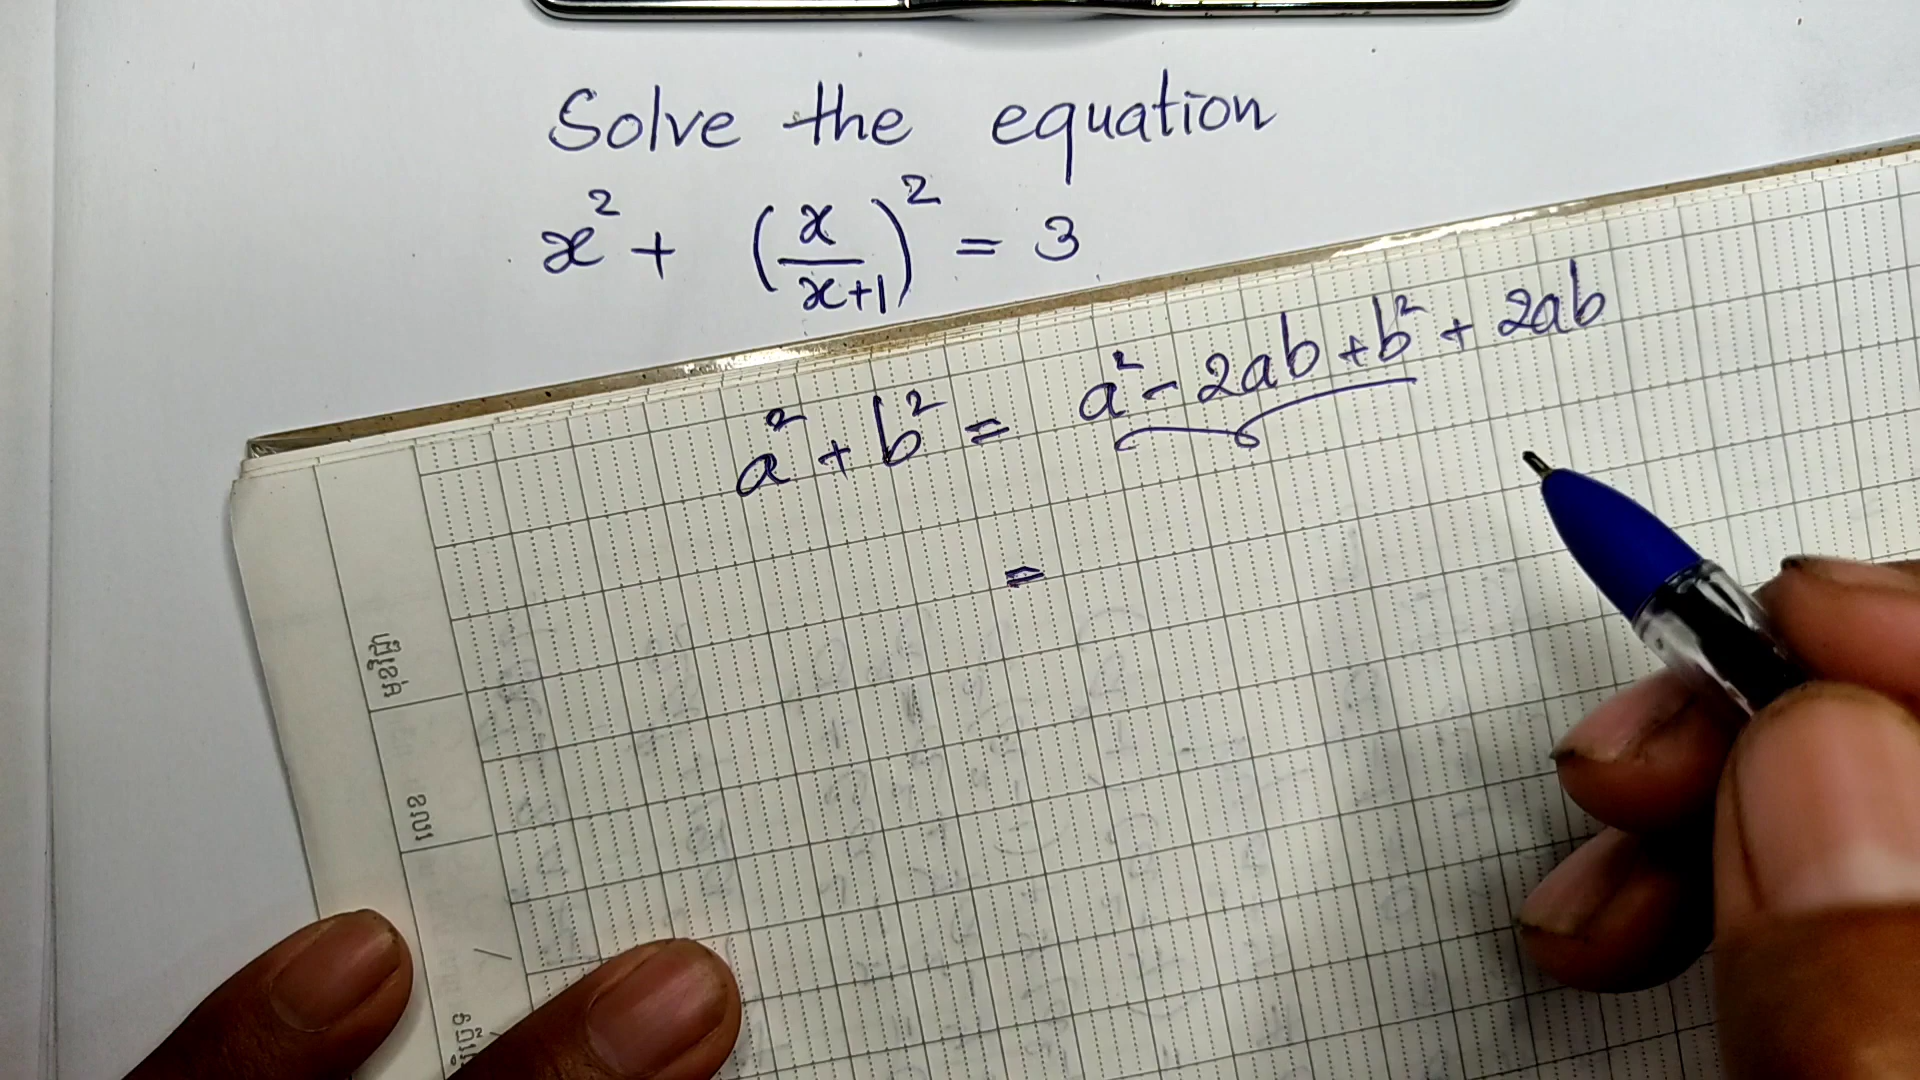 Solve the equation
x² + (x/x+1)² = 3
a² + b² = a² - 2ab + b² + 2ab
=